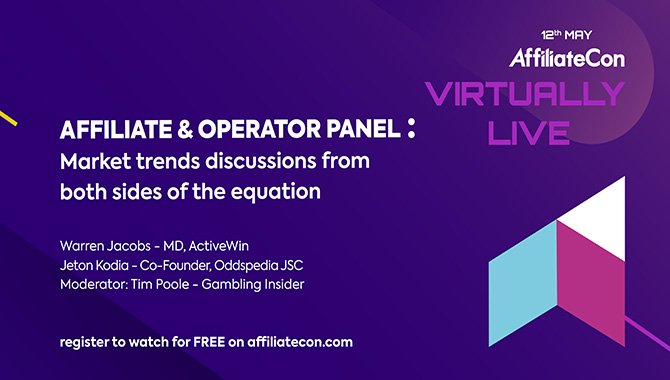 12th MAY
AffiliateCon
VIRTUALLY
LIVE
AFFILIATE & OPERATOR PANEL :
Market trends discussions from
both sides of the equation
Warren Jacobs - MD, ActiveWin
Jeton Kodia - Co-Founder, Oddspedia JSC
Moderator: Tim Poole - Gambling Insider
register to watch for FREE on affiliatecon.com